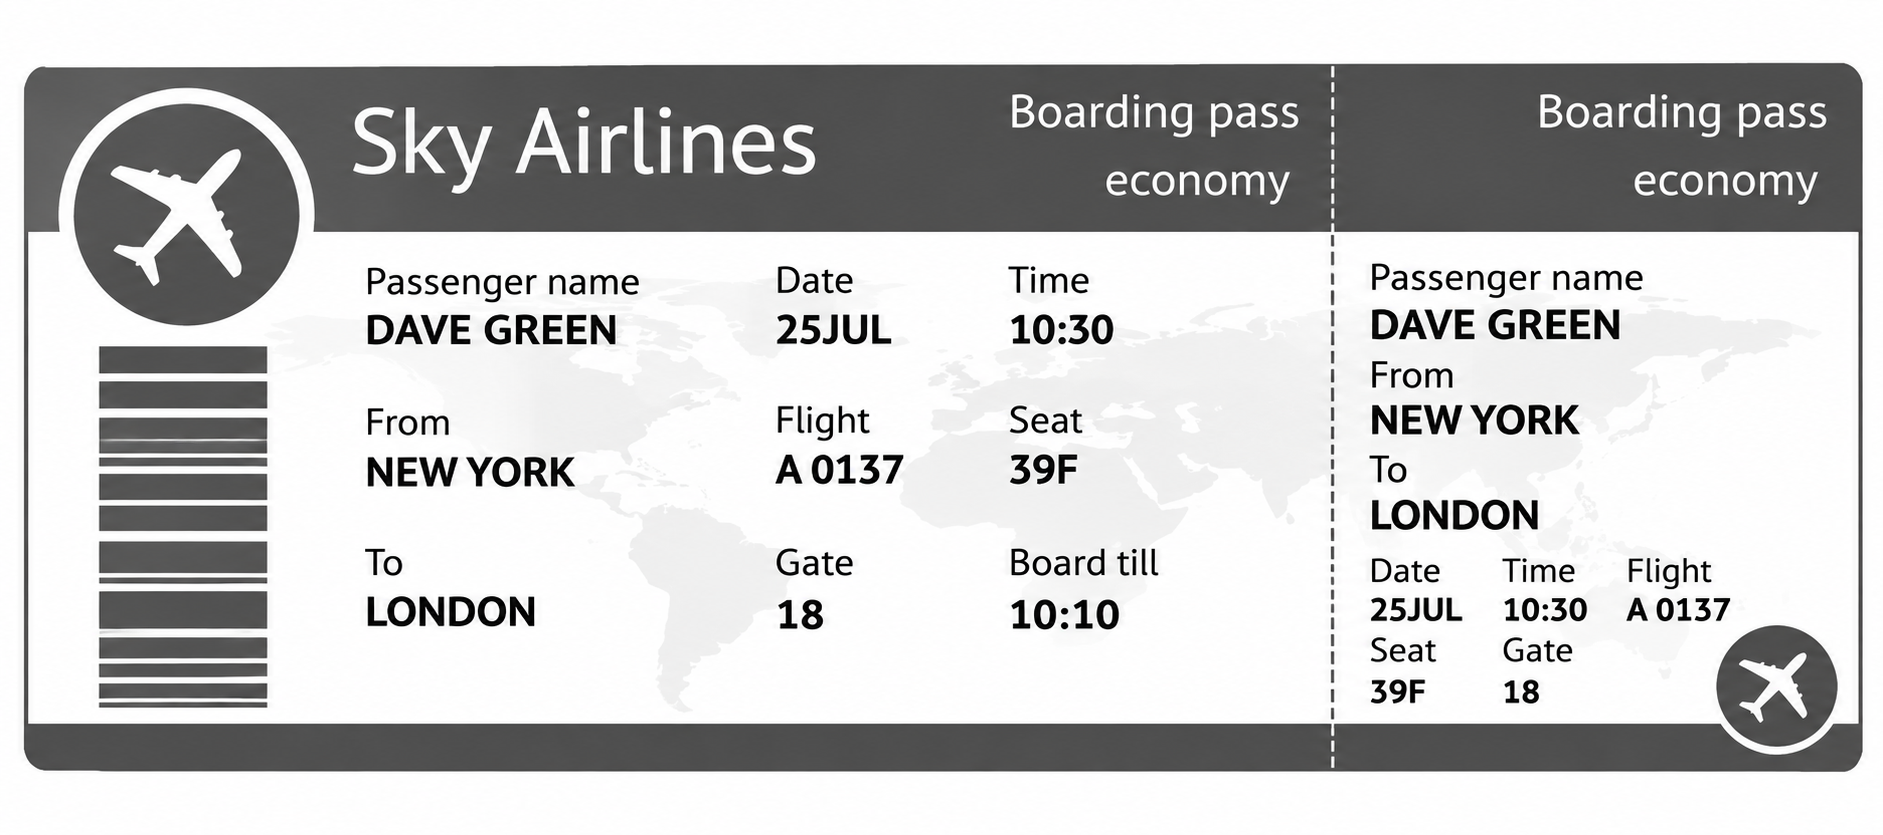 Sky Airlines
Boarding pass
economy
Passenger name Date Time
DAVE GREEN 25JUL 10:30
From Flight Seat
NEW YORK A 0137 39F
To Gate Board till
LONDON 18 10:10
Boarding pass
economy
Passenger name
DAVE GREEN
From
NEW YORK
To
LONDON
Date Time Flight
25JUL 10:30 A 0137
Seat Gate
39F 18